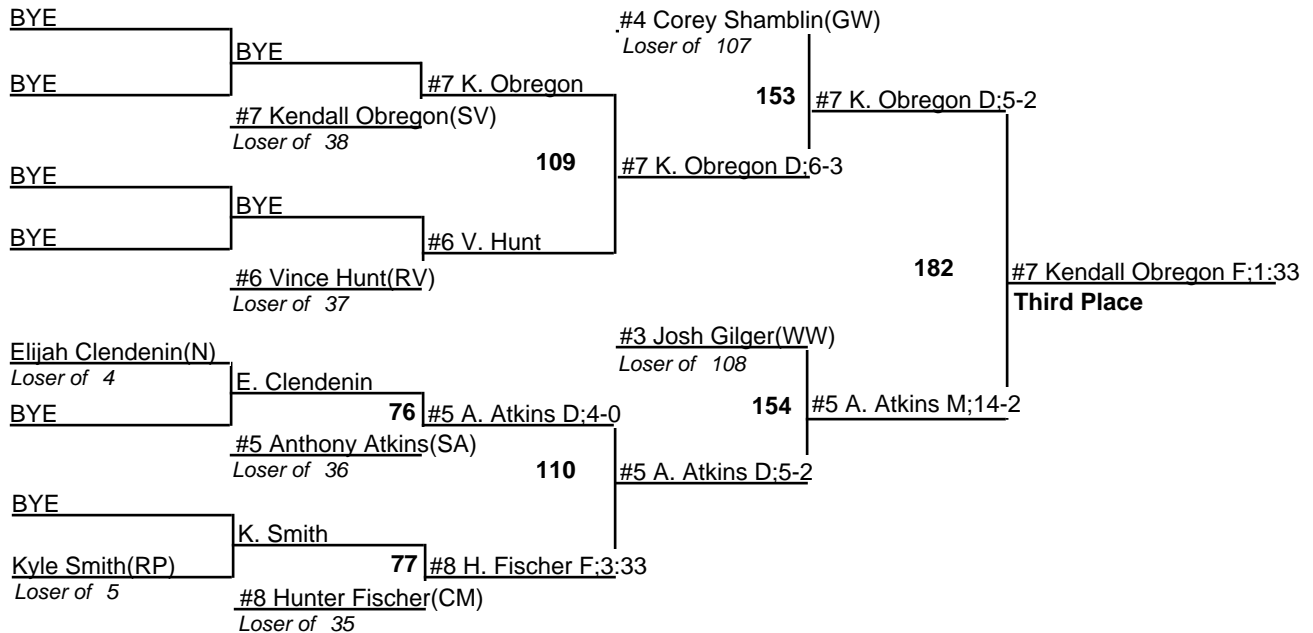 BYE
#4 Corey Shamblin(GW)
Loser of 107
BYE
BYE
#7 K. Obregon
153
#7 K. Obregon D;5-2
#7 Kendall Obregon(SV)
Loser of 38
109
#7 K. Obregon D;6-3
BYE
BYE
BYE
#6 V. Hunt
182
#7 Kendall Obregon F;1:33
#6 Vince Hunt(RV)
Loser of 37
Third Place
#3 Josh Gilger(WW)
Loser of 108
Elijah Clendenin(N)
Loser of 4
E. Clendenin
BYE
76
#5 A. Atkins D;4-0
154
#5 A. Atkins M;14-2
#5 Anthony Atkins(SA)
Loser of 36
110
#5 A. Atkins D;5-2
BYE
K. Smith
Kyle Smith(RP)
Loser of 5
77
#8 H. Fischer F;3:33
#8 Hunter Fischer(CM)
Loser of 35